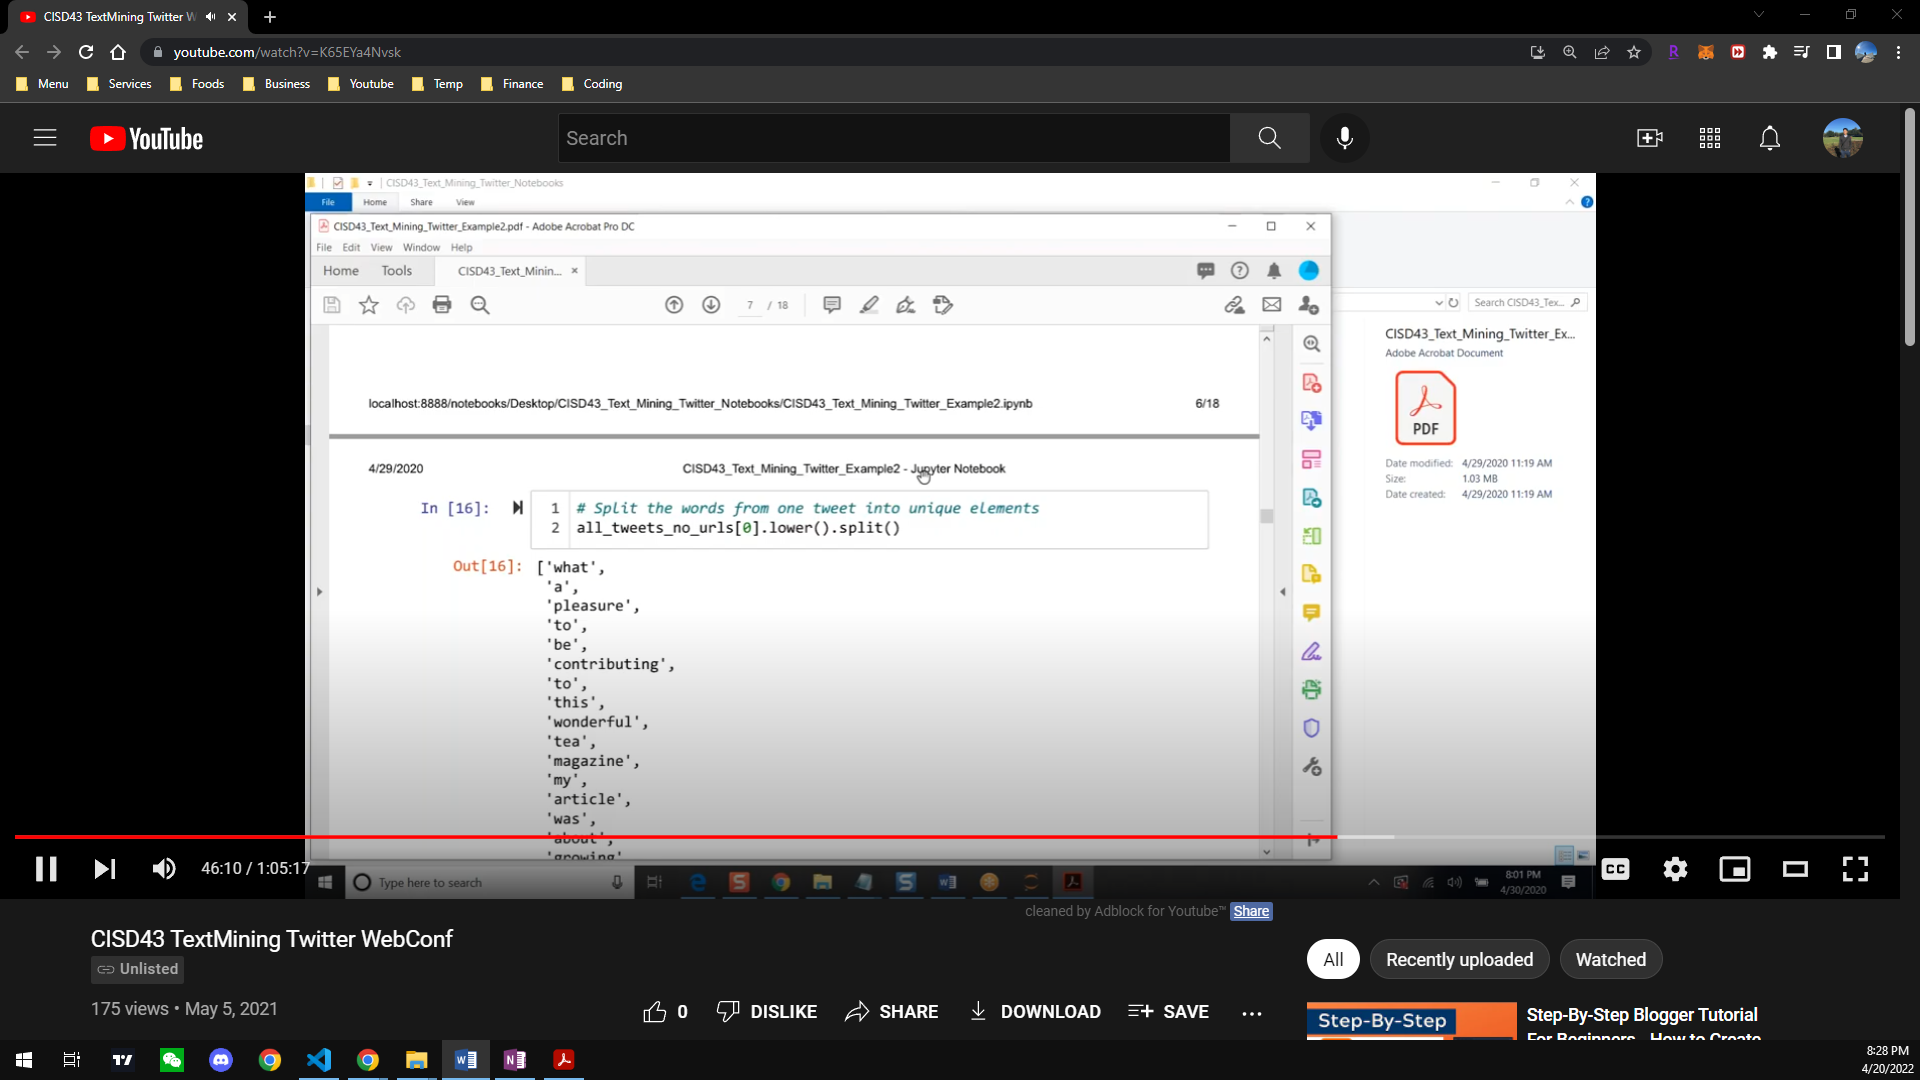 CISD43 TextMining Twitter W
youtube.com/watch?v=K65EYa4Nvsk
Menu Services Foods Business Youtube Temp Finance Coding
YouTube
Search
CISD43_Text_Mining_Twitter_Notebooks
File Home Share View
CISD43_Text_Mining_Twitter_Example2.pdf - Adobe Acrobat Pro DC
File Edit View Window Help
Home Tools CISD43_Text_Minin...
7 / 18
Search CISD43_Tex...
CISD43_Text_Mining_Twitter_Ex...
Adobe Acrobat Document
PDF
Date modified: 4/29/2020 11:19 AM
Size: 1.03 MB
Date created: 4/29/2020 11:19 AM
localhost:8888/notebooks/Desktop/CISD43_Text_Mining_Twitter_Notebooks/CISD43_Text_Mining_Twitter_Example2.ipynb 6/18
4/29/2020 CISD43_Text_Mining_Twitter_Example2 - Jupyter Notebook
In [16]: 1 # Split the words from one tweet into unique elements
2 all_tweets_no_urls[0].lower().split()
Out[16]: ['what',
'a',
'pleasure',
'to',
'be',
'contributing',
'to',
'this',
'wonderful',
'tea',
'magazine',
'my',
'article',
'was',
'about',
'growing'
46:10 / 1:05:17
Type here to search
8:01 PM
4/30/2020
CC
cleaned by Adblock for Youtube™ Share
CISD43 TextMining Twitter WebConf
Unlisted
175 views • May 5, 2021
0 DISLIKE SHARE DOWNLOAD SAVE
All Recently uploaded Watched
Step-By-Step
Step-By-Step Blogger Tutorial
For Beginners - How to Create
8:28 PM
4/20/2022